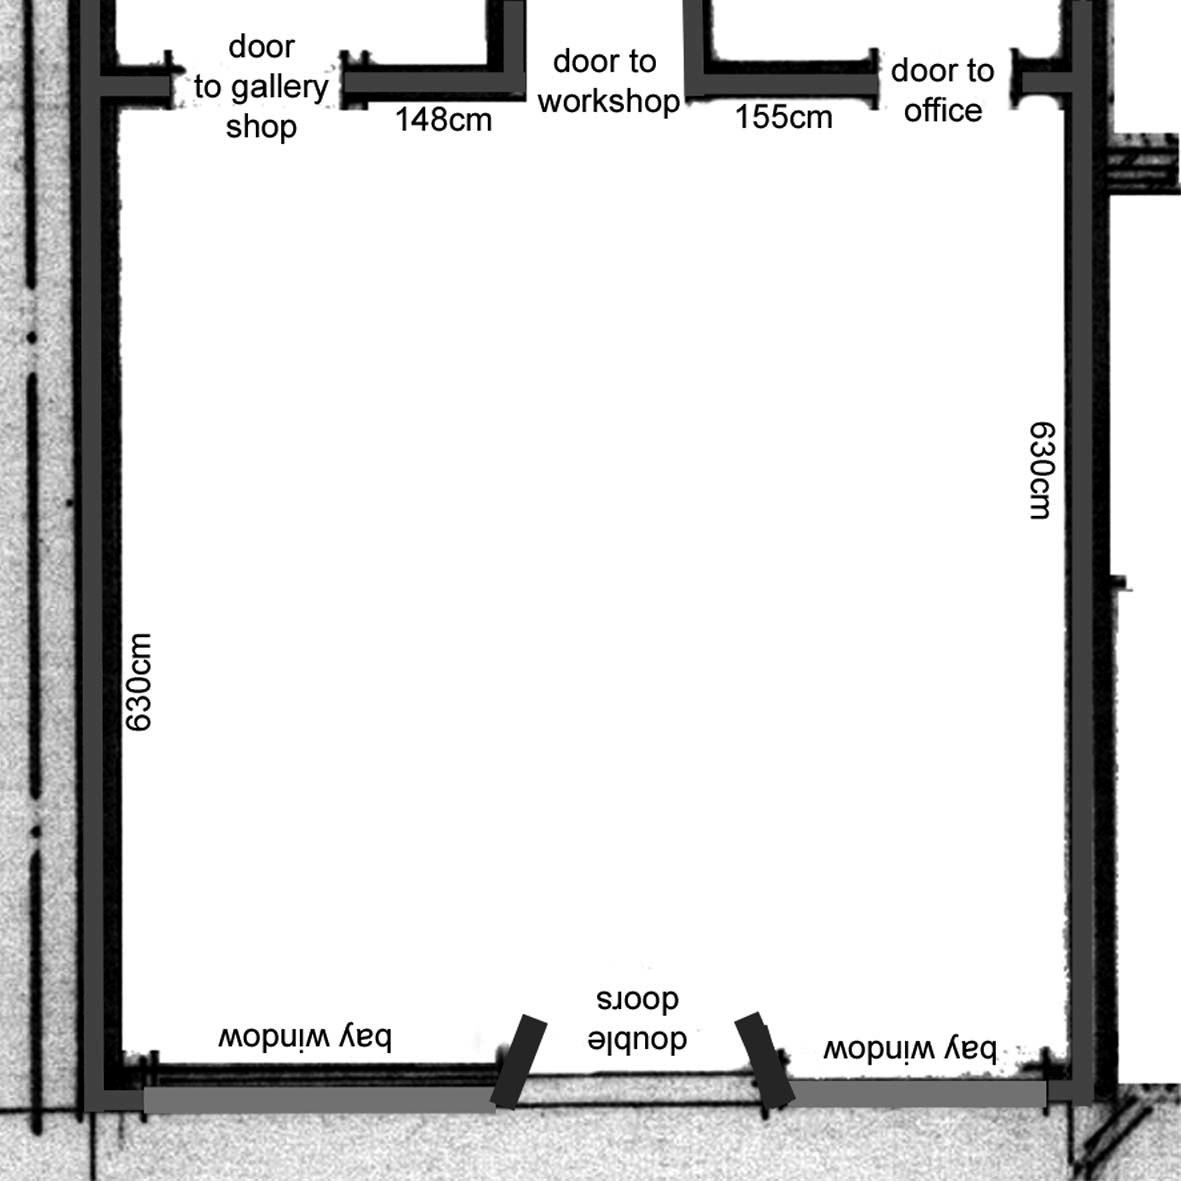 door
to gallery
shop
148cm
door to
workshop
155cm
door to
office
630cm
630cm
bay window
double
doors
bay window